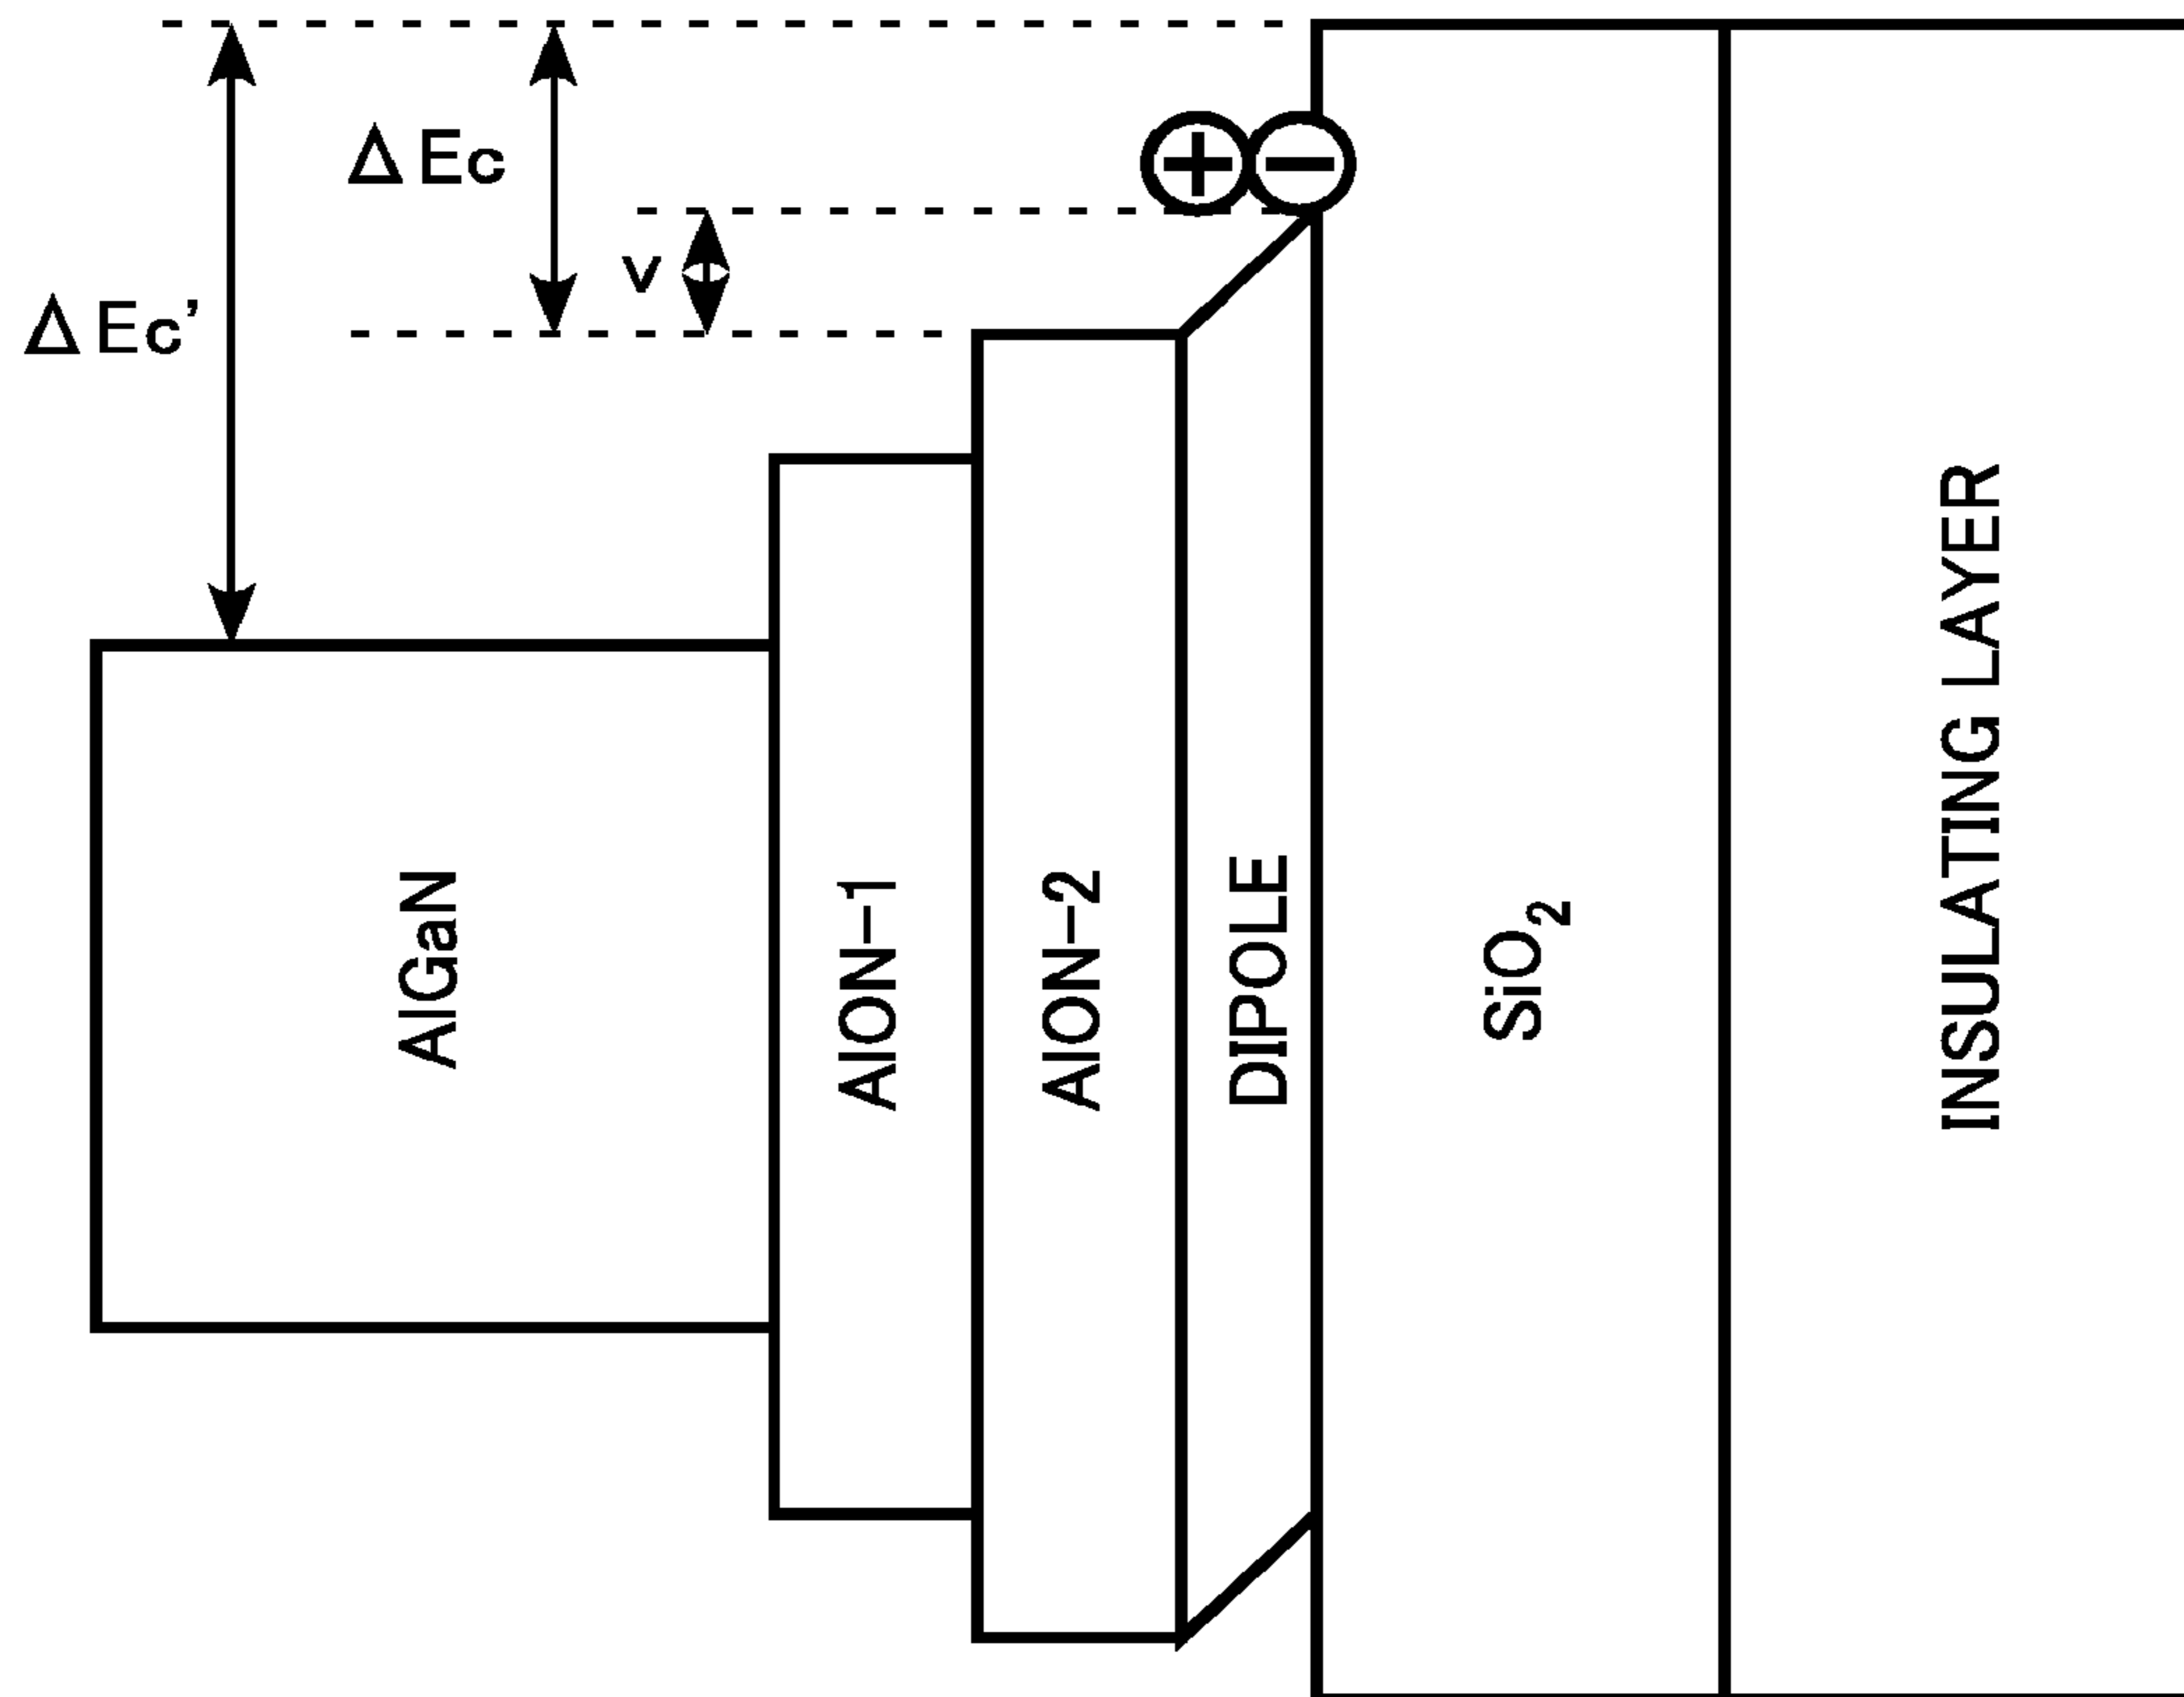 ΔEc
ΔEc’
v
AlGaN
AlON-1
AlON-2
DIPOLE
SiO₂
INSULATING LAYER